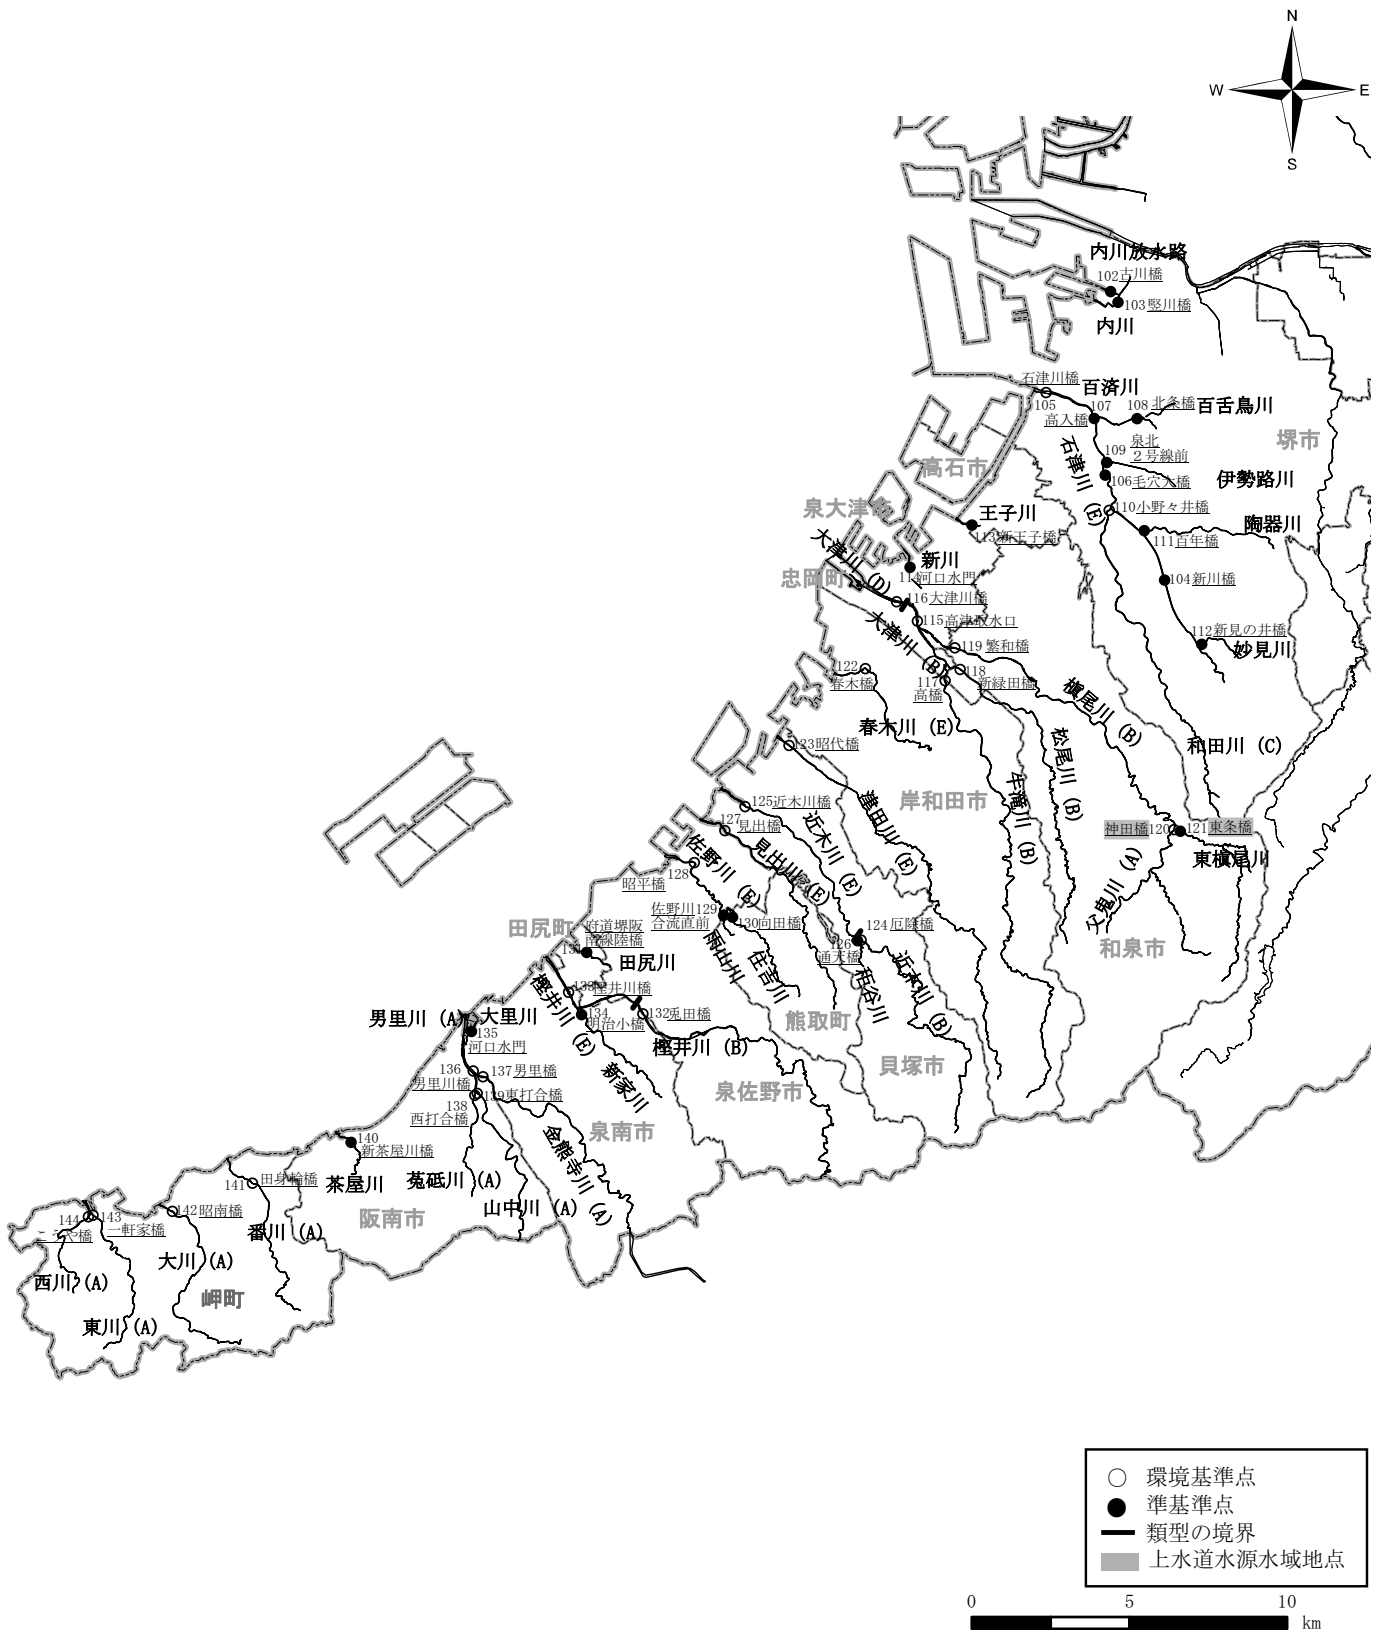 N
W
E
S
内川放水路
102古川橋
103竪川橋
内川
石津川橋
105
百済川
107
高入橋
108
北条橋
百舌鳥川
堺市
109
泉北
2号線前
石津川 (E)
106毛穴大橋
伊勢路川
高石市
泉大津市
110小野々井橋
王子川
113新王子橋
陶器川
111百年橋
大津川 (D)
新川
114河口水門
忠岡町
104新川橋
116大津川橋
115高津取水口
大津川 (B)
112新見の井橋
妙見川
119繁和橋
122
春木橋
118
新緑田橋
117
高橋
槇尾川 (B)
春木川 (E)
松尾川 (B)
和田川 (C)
123昭代橋
牛滝川 (B)
岸和田市
125近木川橋
津田川 (E)
近木川 (E)
127
見出橋
神田橋120
121東条橋
見出川 (E)
佐野川 (E)
父鬼川 (A)
東槇尾川
128
昭平橋
佐野川129
合流直前
130向田橋
124厄除橋
田尻町
府道堺阪
南線陸橋
126
通天橋
和泉市
雨山川
住吉川
田尻川
近木川 (B)
秬谷川
樫井川 (E)
133
樫井川橋
男里川 (A)
大里川
134
明治小橋
132兎田橋
熊取町
135
河口水門
樫井川 (B)
貝塚市
136
男里川橋
137男里橋
新家川
泉佐野市
139東打合橋
138
西打合橋
金熊寺川 (A)
泉南市
140
新茶屋川橋
茶屋川
菟砥川 (A)
141
田身輪橋
山中川 (A)
阪南市
144
143
142昭南橋
こうや橋
一軒家橋
番川 (A)
大川 (A)
西川 (A)
岬町
東川 (A)
環境基準点
準基準点
類型の境界
上水道水源水域地点
0
5
10
km